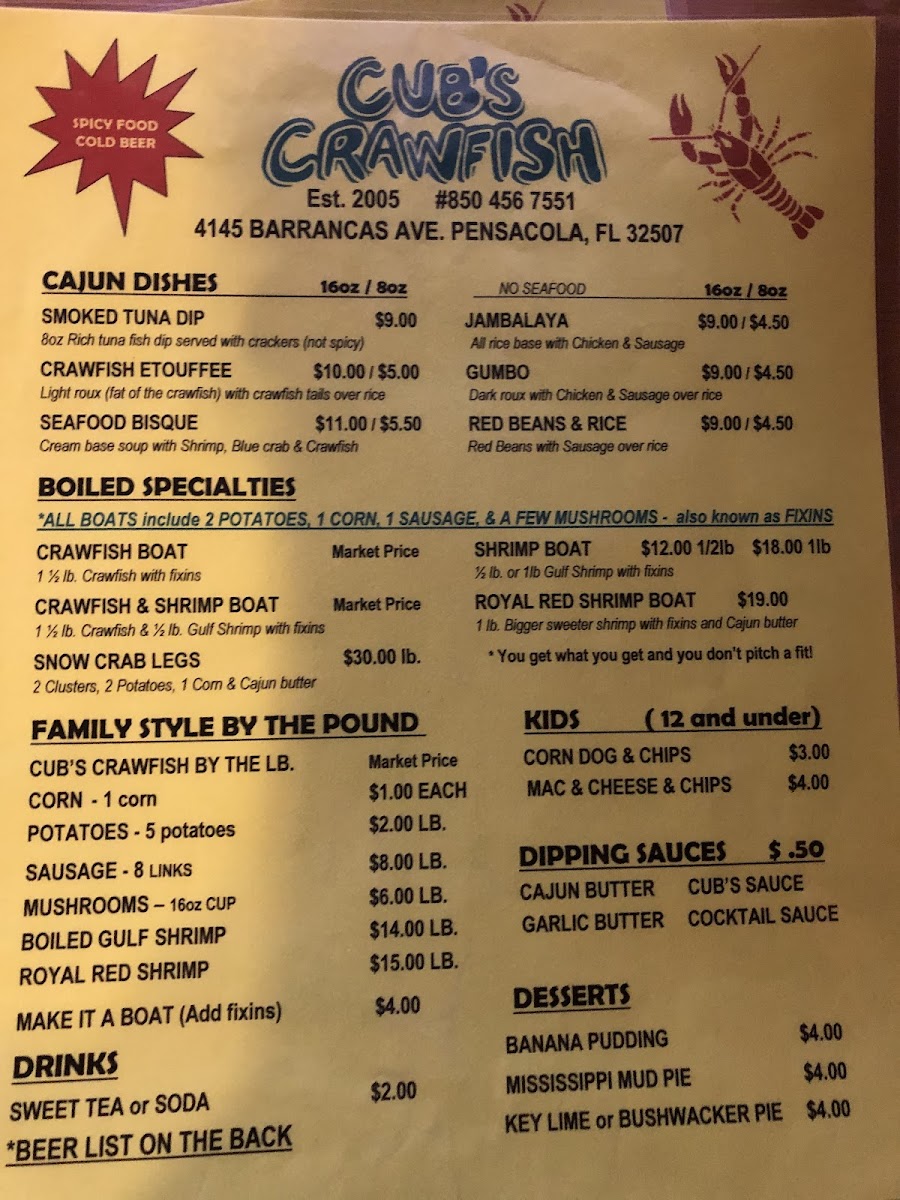 SPICY FOOD
COLD BEER
CUB'S
CRAWFISH
Est. 2005 #850 456 7551
4145 BARRANCAS AVE. PENSACOLA, FL 32507
CAJUN DISHES 16oz / 8oz
SMOKED TUNA DIP $9.00
8oz Rich tuna fish dip served with crackers (not spicy)
CRAWFISH ETOUFFEE $10.00 / $5.00
Light roux (fat of the crawfish) with crawfish tails over rice
SEAFOOD BISQUE $11.00 / $5.50
Cream base soup with Shrimp, Blue crab & Crawfish
NO SEAFOOD 16oz / 8oz
JAMBALAYA $9.00 / $4.50
All rice base with Chicken & Sausage
GUMBO $9.00 / $4.50
Dark roux with Chicken & Sausage over rice
RED BEANS & RICE $9.00 / $4.50
Red Beans with Sausage over rice
BOILED SPECIALTIES
*ALL BOATS include 2 POTATOES, 1 CORN, 1 SAUSAGE, & A FEW MUSHROOMS - also known as FIXINS
CRAWFISH BOAT Market Price
1 ½ lb. Crawfish with fixins
CRAWFISH & SHRIMP BOAT Market Price
1 ½ lb. Crawfish & ½ lb. Gulf Shrimp with fixins
SNOW CRAB LEGS $30.00 lb.
2 Clusters, 2 Potatoes, 1 Corn & Cajun butter
SHRIMP BOAT $12.00 1/2lb $18.00 1lb
½ lb. or 1lb Gulf Shrimp with fixins
ROYAL RED SHRIMP BOAT $19.00
1 lb. Bigger sweeter shrimp with fixins and Cajun butter
* You get what you get and you don't pitch a fit!
FAMILY STYLE BY THE POUND
CUB'S CRAWFISH BY THE LB. Market Price
CORN - 1 corn $1.00 EACH
POTATOES - 5 potatoes $2.00 LB.
SAUSAGE - 8 LINKS $8.00 LB.
MUSHROOMS – 16oz CUP $6.00 LB.
BOILED GULF SHRIMP $14.00 LB.
ROYAL RED SHRIMP $15.00 LB.
MAKE IT A BOAT (Add fixins) $4.00
DRINKS
SWEET TEA or SODA $2.00
*BEER LIST ON THE BACK
KIDS ( 12 and under)
CORN DOG & CHIPS $3.00
MAC & CHEESE & CHIPS $4.00
DIPPING SAUCES $ .50
CAJUN BUTTER CUB'S SAUCE
GARLIC BUTTER COCKTAIL SAUCE
DESSERTS
BANANA PUDDING $4.00
MISSISSIPPI MUD PIE $4.00
KEY LIME or BUSHWACKER PIE $4.00